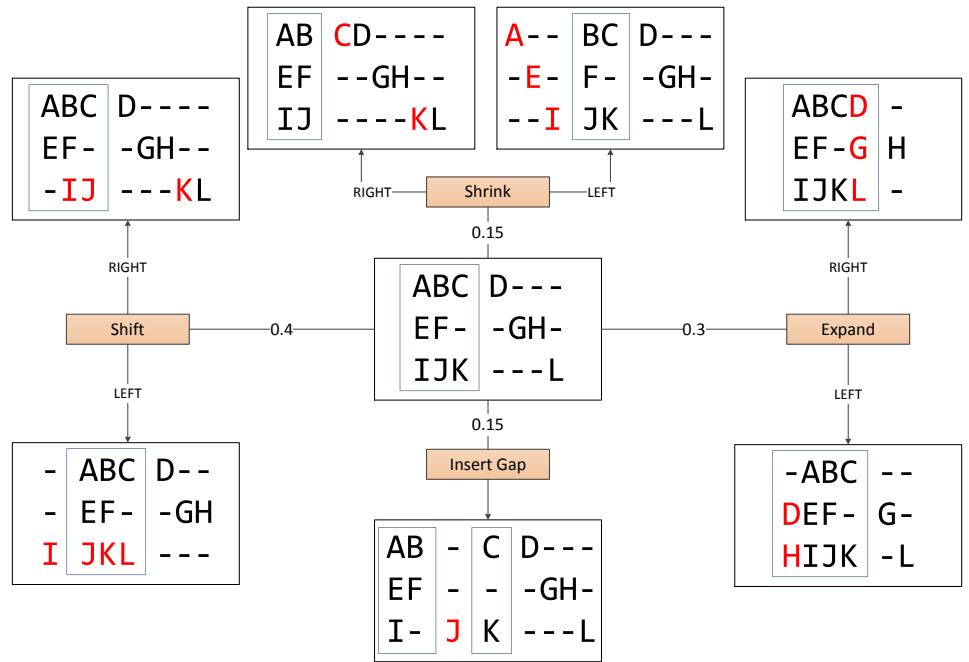 AB CD----
EF --GH--
IJ ----KL
A-- BC D---
-E- F- -GH-
--I JK ---L
ABC D----
EF- -GH--
-IJ ---KL
ABCD -
EF-G H
IJKL -
RIGHT
Shrink
LEFT
0.15
RIGHT
RIGHT
ABC D---
EF- -GH-
IJK ---L
Shift
0.4
0.3
Expand
LEFT
LEFT
0.15
Insert Gap
- ABC D--
- EF- -GH
I JKL ---
-ABC --
DEF- G-
HIJK -L
AB - C D---
EF - - -GH-
I- J K ---L